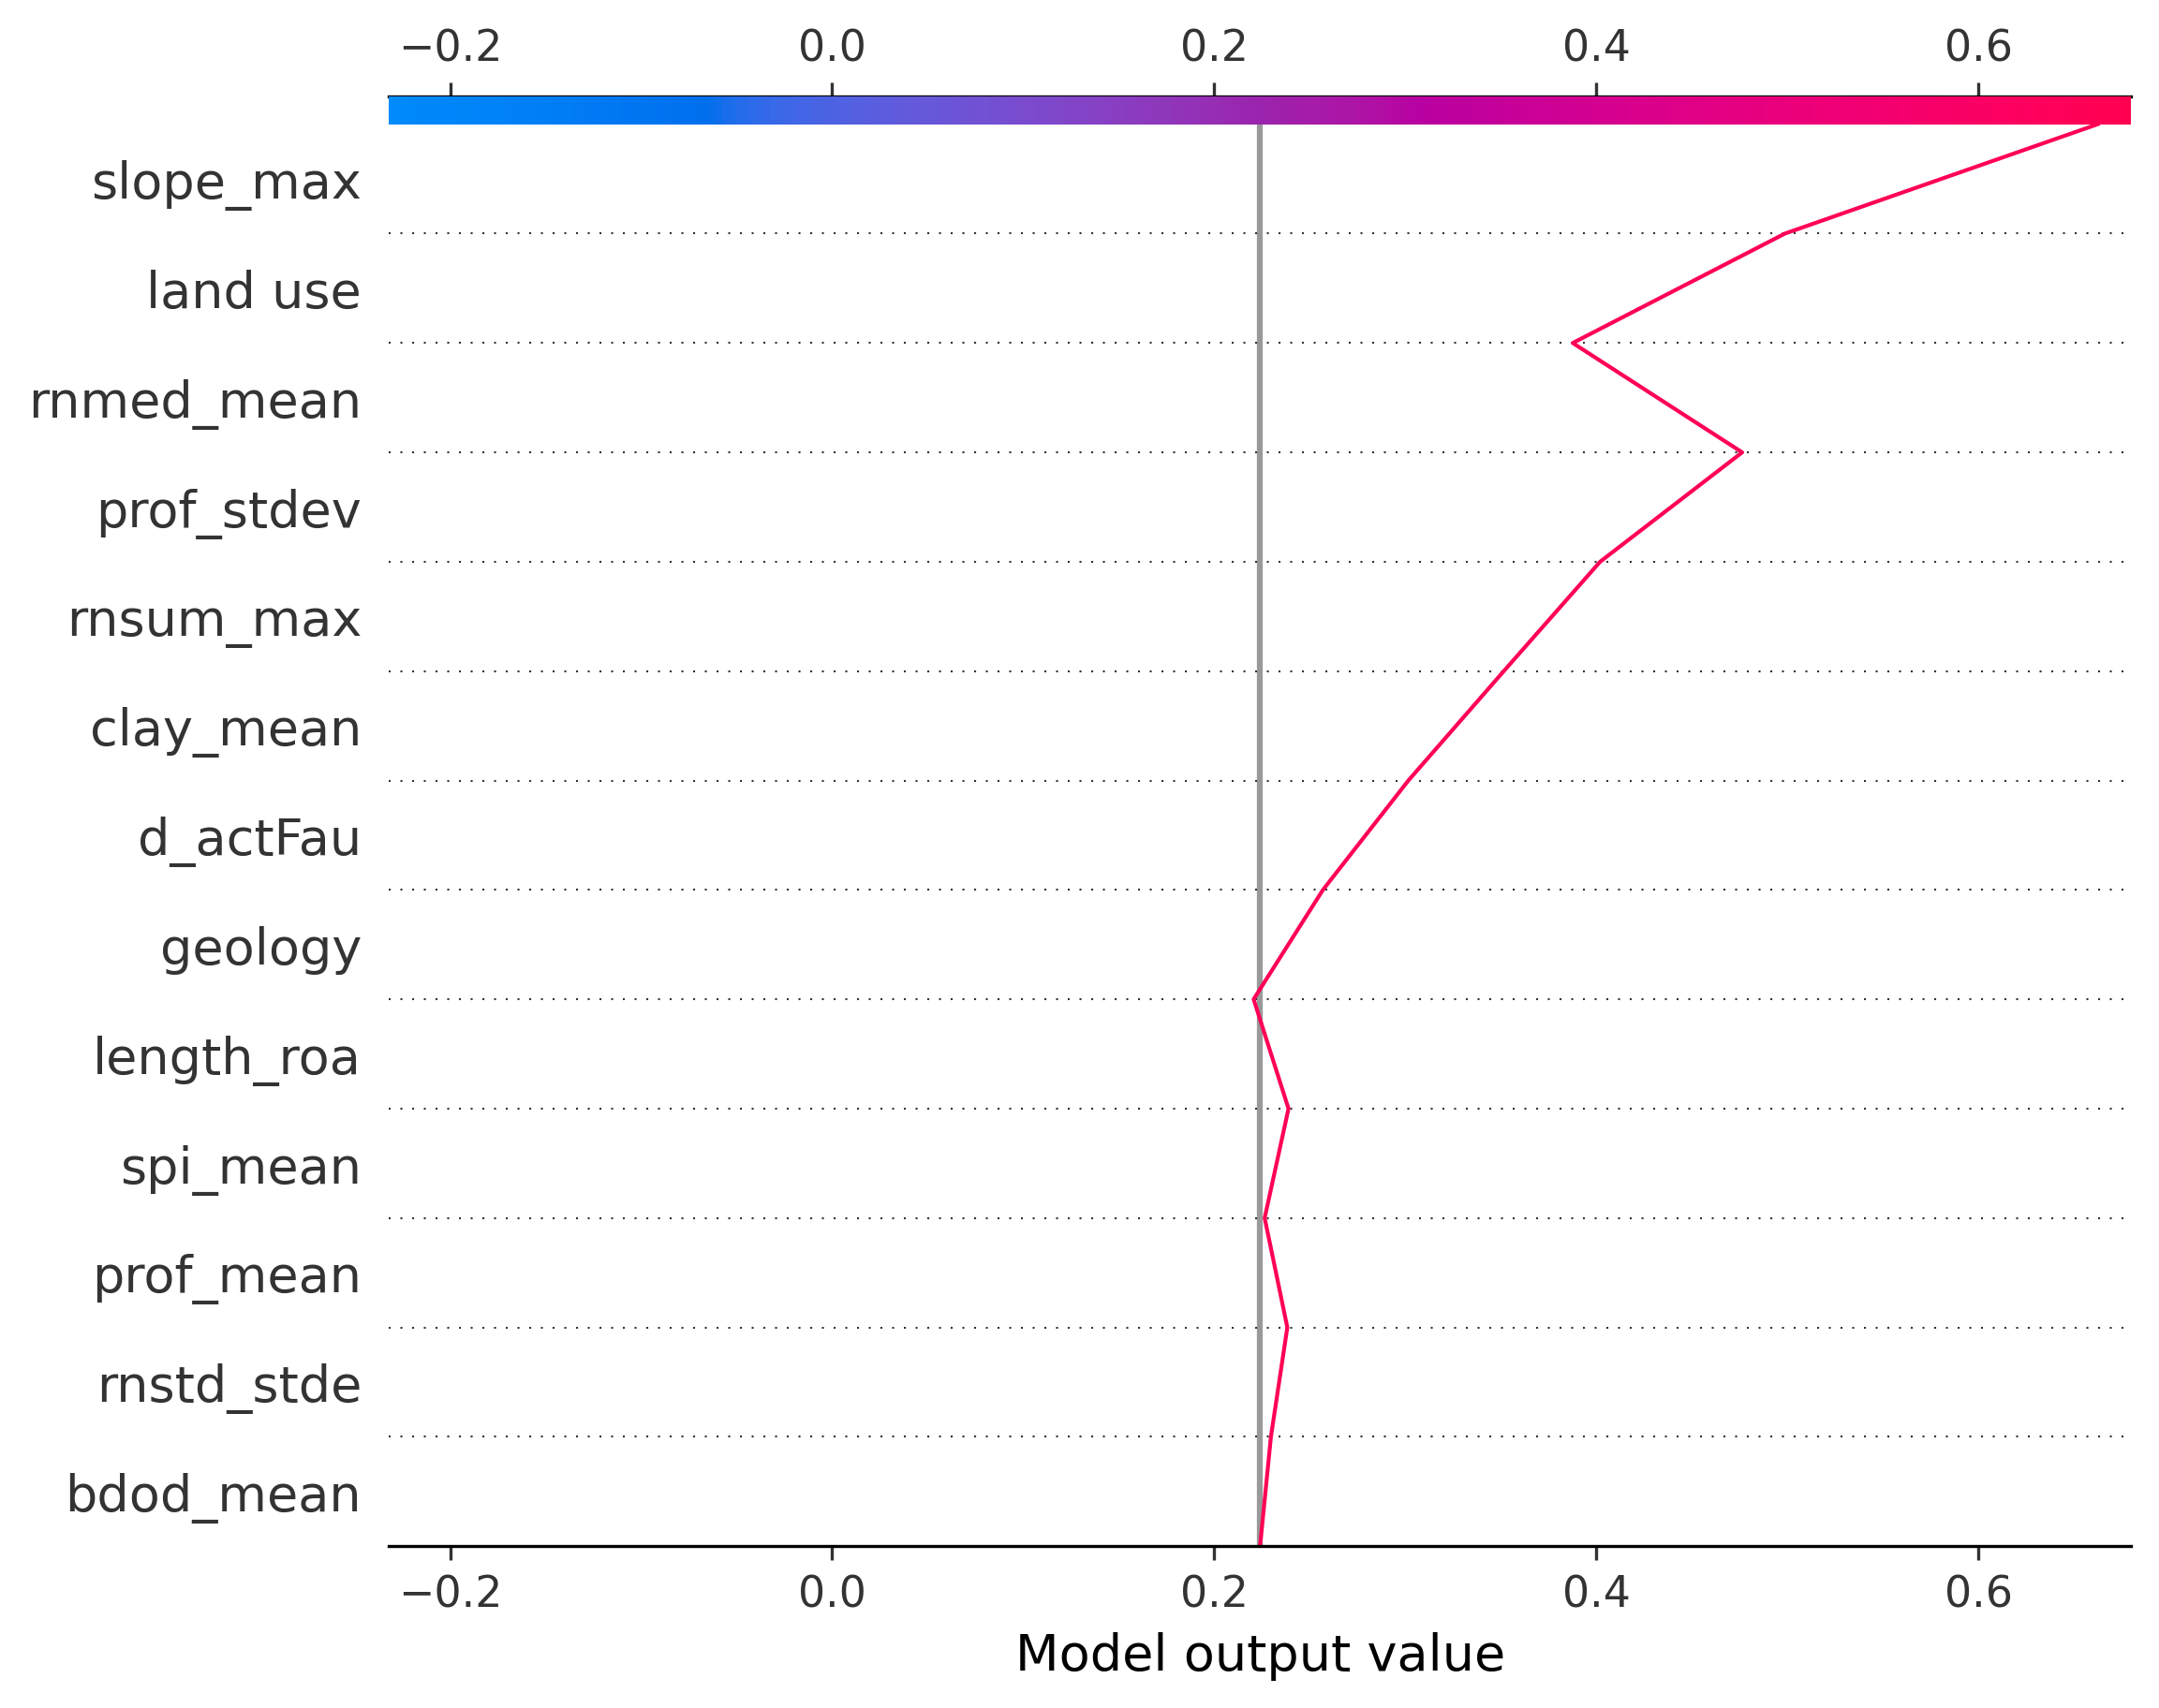 −0.2 0.0 0.2 0.4 0.6
slope_max
land use
rnmed_mean
prof_stdev
rnsum_max
clay_mean
d_actFau
geology
length_roa
spi_mean
prof_mean
rnstd_stde
bdod_mean
−0.2 0.0 0.2 0.4 0.6
Model output value